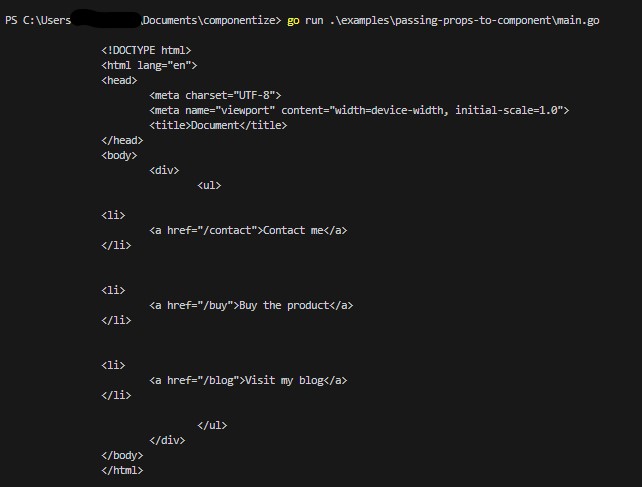 PS C:\Users \Documents\componentize> go run .\examples\passing-props-to-component\main.go
<!DOCTYPE html>
<html lang="en">
<head>
<meta charset="UTF-8">
<meta name="viewport" content="width=device-width, initial-scale=1.0">
<title>Document</title>
</head>
<body>
<div>
<ul>
<li>
<a href="/contact">Contact me</a>
</li>
<li>
<a href="/buy">Buy the product</a>
</li>
<li>
<a href="/blog">Visit my blog</a>
</li>
</ul>
</div>
</body>
</html>